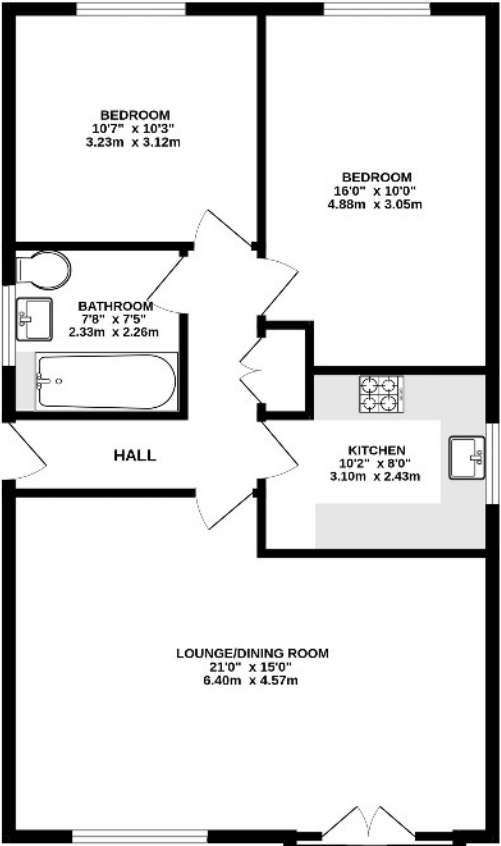 BEDROOM
10'7" x 10'3"
3.23m x 3.12m
BEDROOM
16'0" x 10'0"
4.88m x 3.05m
BATHROOM
7'8" x 7'5"
2.33m x 2.26m
HALL
KITCHEN
10'2" x 8'0"
3.10m x 2.43m
LOUNGE/DINING ROOM
21'0" x 15'0"
6.40m x 4.57m